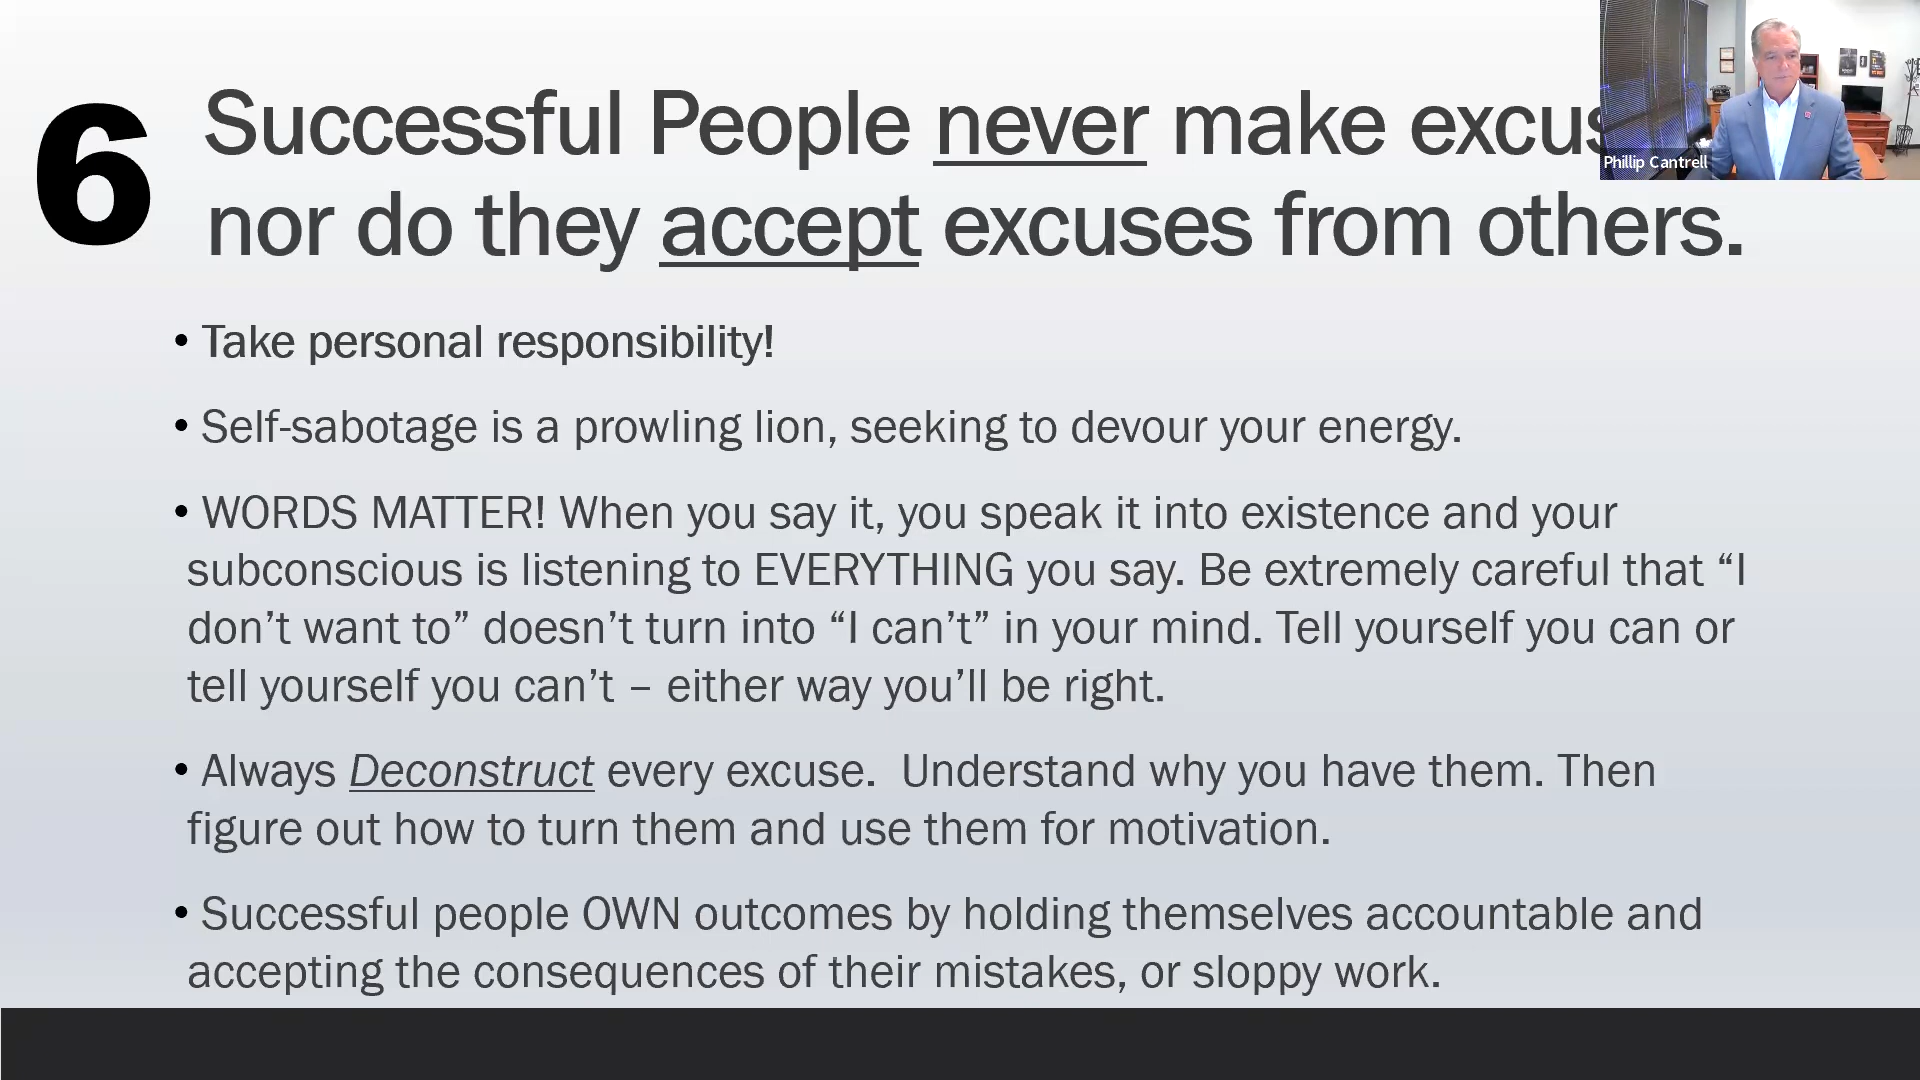 6
Successful People never make excus
nor do they accept excuses from others.
Phillip Cantrell
• Take personal responsibility!
• Self-sabotage is a prowling lion, seeking to devour your energy.
• WORDS MATTER! When you say it, you speak it into existence and your
subconscious is listening to EVERYTHING you say. Be extremely careful that “I
don’t want to” doesn’t turn into “I can’t” in your mind. Tell yourself you can or
tell yourself you can’t – either way you’ll be right.
• Always Deconstruct every excuse.  Understand why you have them. Then
figure out how to turn them and use them for motivation.
• Successful people OWN outcomes by holding themselves accountable and
accepting the consequences of their mistakes, or sloppy work.